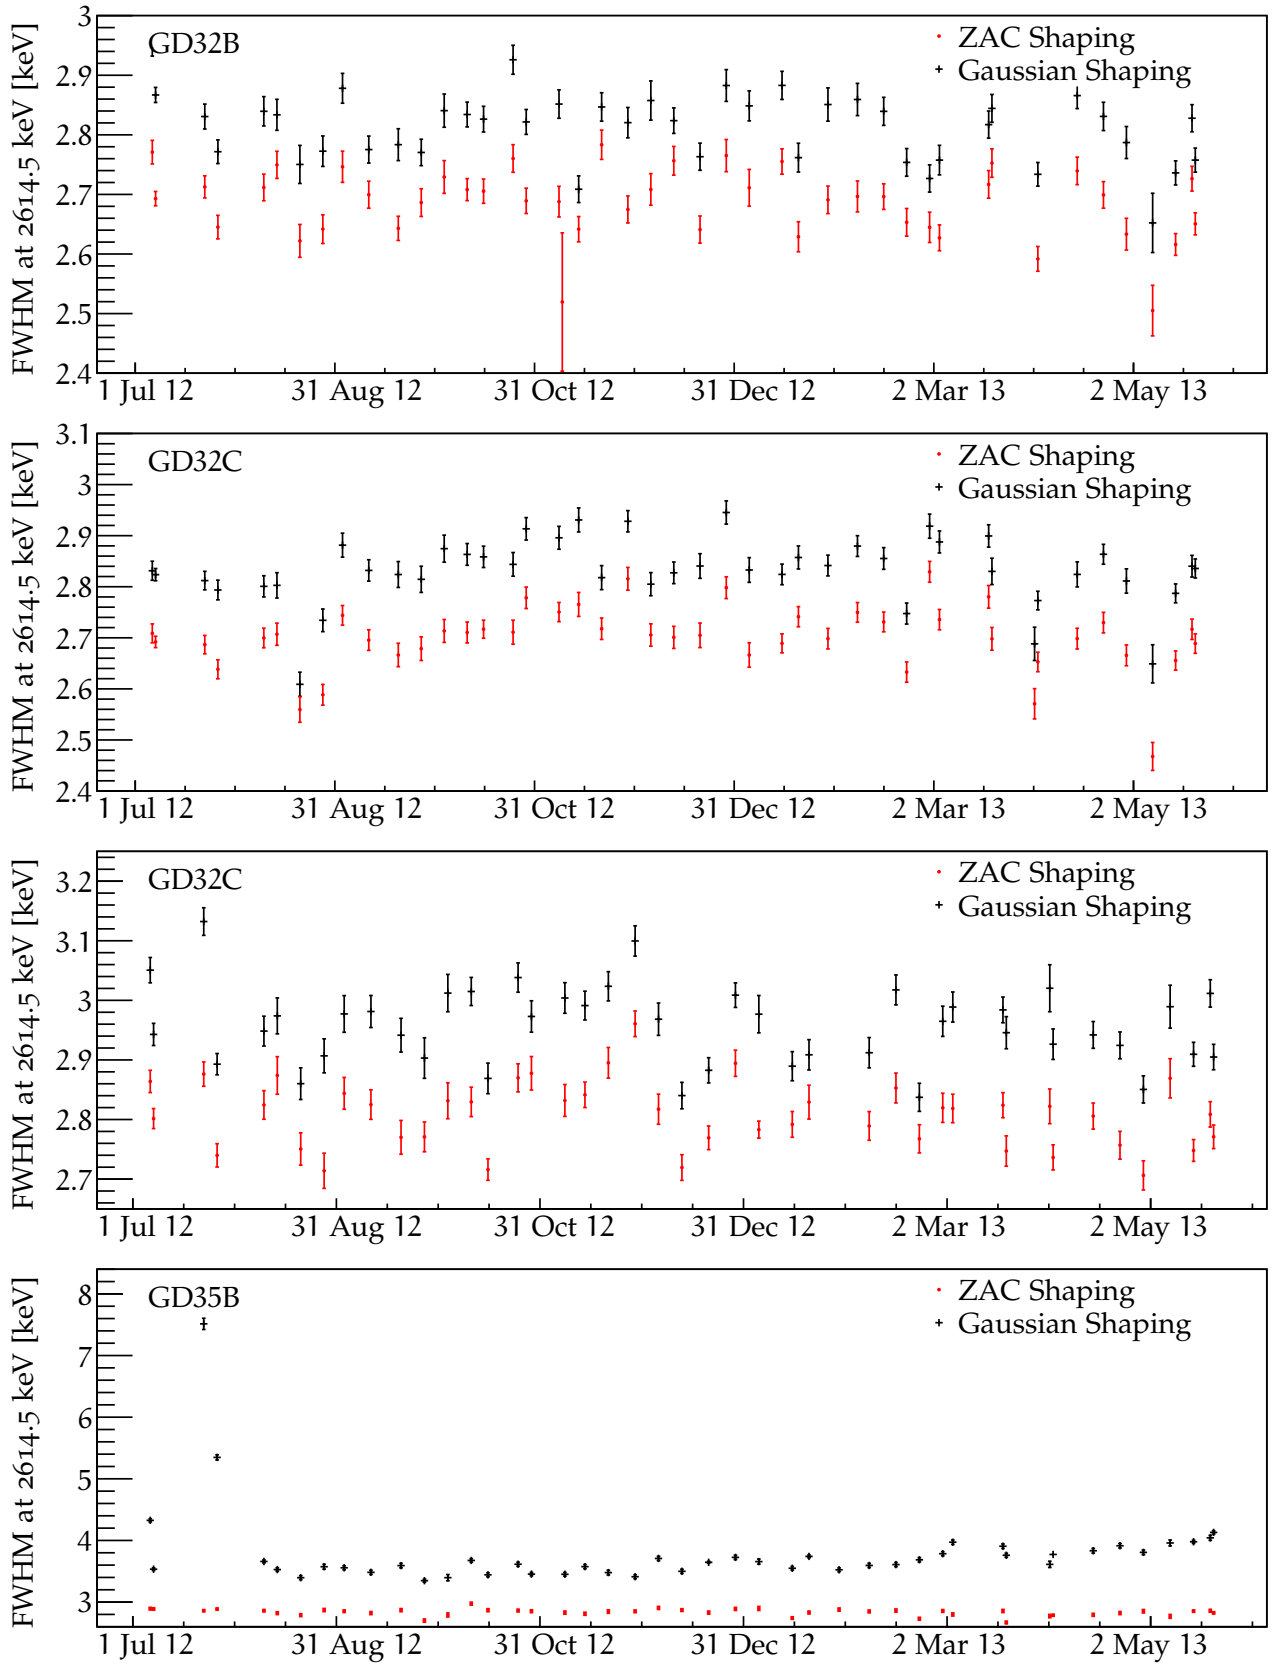 FWHM at 2614.5 keV [keV]
GD32B
ZAC Shaping
Gaussian Shaping
3
2.9
2.8
2.7
2.6
2.5
2.4
1 Jul 12 31 Aug 12 31 Oct 12 31 Dec 12 2 Mar 13 2 May 13
FWHM at 2614.5 keV [keV]
GD32C
ZAC Shaping
Gaussian Shaping
3.1
3
2.9
2.8
2.7
2.6
2.5
2.4
1 Jul 12 31 Aug 12 31 Oct 12 31 Dec 12 2 Mar 13 2 May 13
FWHM at 2614.5 keV [keV]
GD32C
ZAC Shaping
Gaussian Shaping
3.2
3.1
3
2.9
2.8
2.7
1 Jul 12 31 Aug 12 31 Oct 12 31 Dec 12 2 Mar 13 2 May 13
FWHM at 2614.5 keV [keV]
GD35B
ZAC Shaping
Gaussian Shaping
8
7
6
5
4
3
1 Jul 12 31 Aug 12 31 Oct 12 31 Dec 12 2 Mar 13 2 May 13